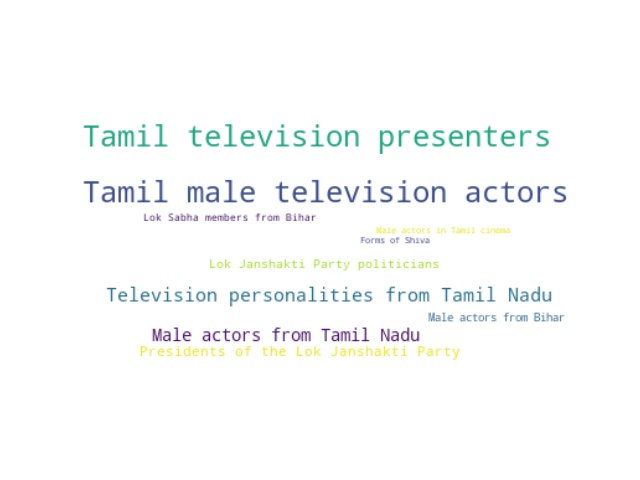 Tamil television presenters
Tamil male television actors
Lok Sabha members from Bihar
Male actors in Tamil cinema
Forms of Shiva
Lok Janshakti Party politicians
Television personalities from Tamil Nadu
Male actors from Bihar
Male actors from Tamil Nadu
Presidents of the Lok Janshakti Party